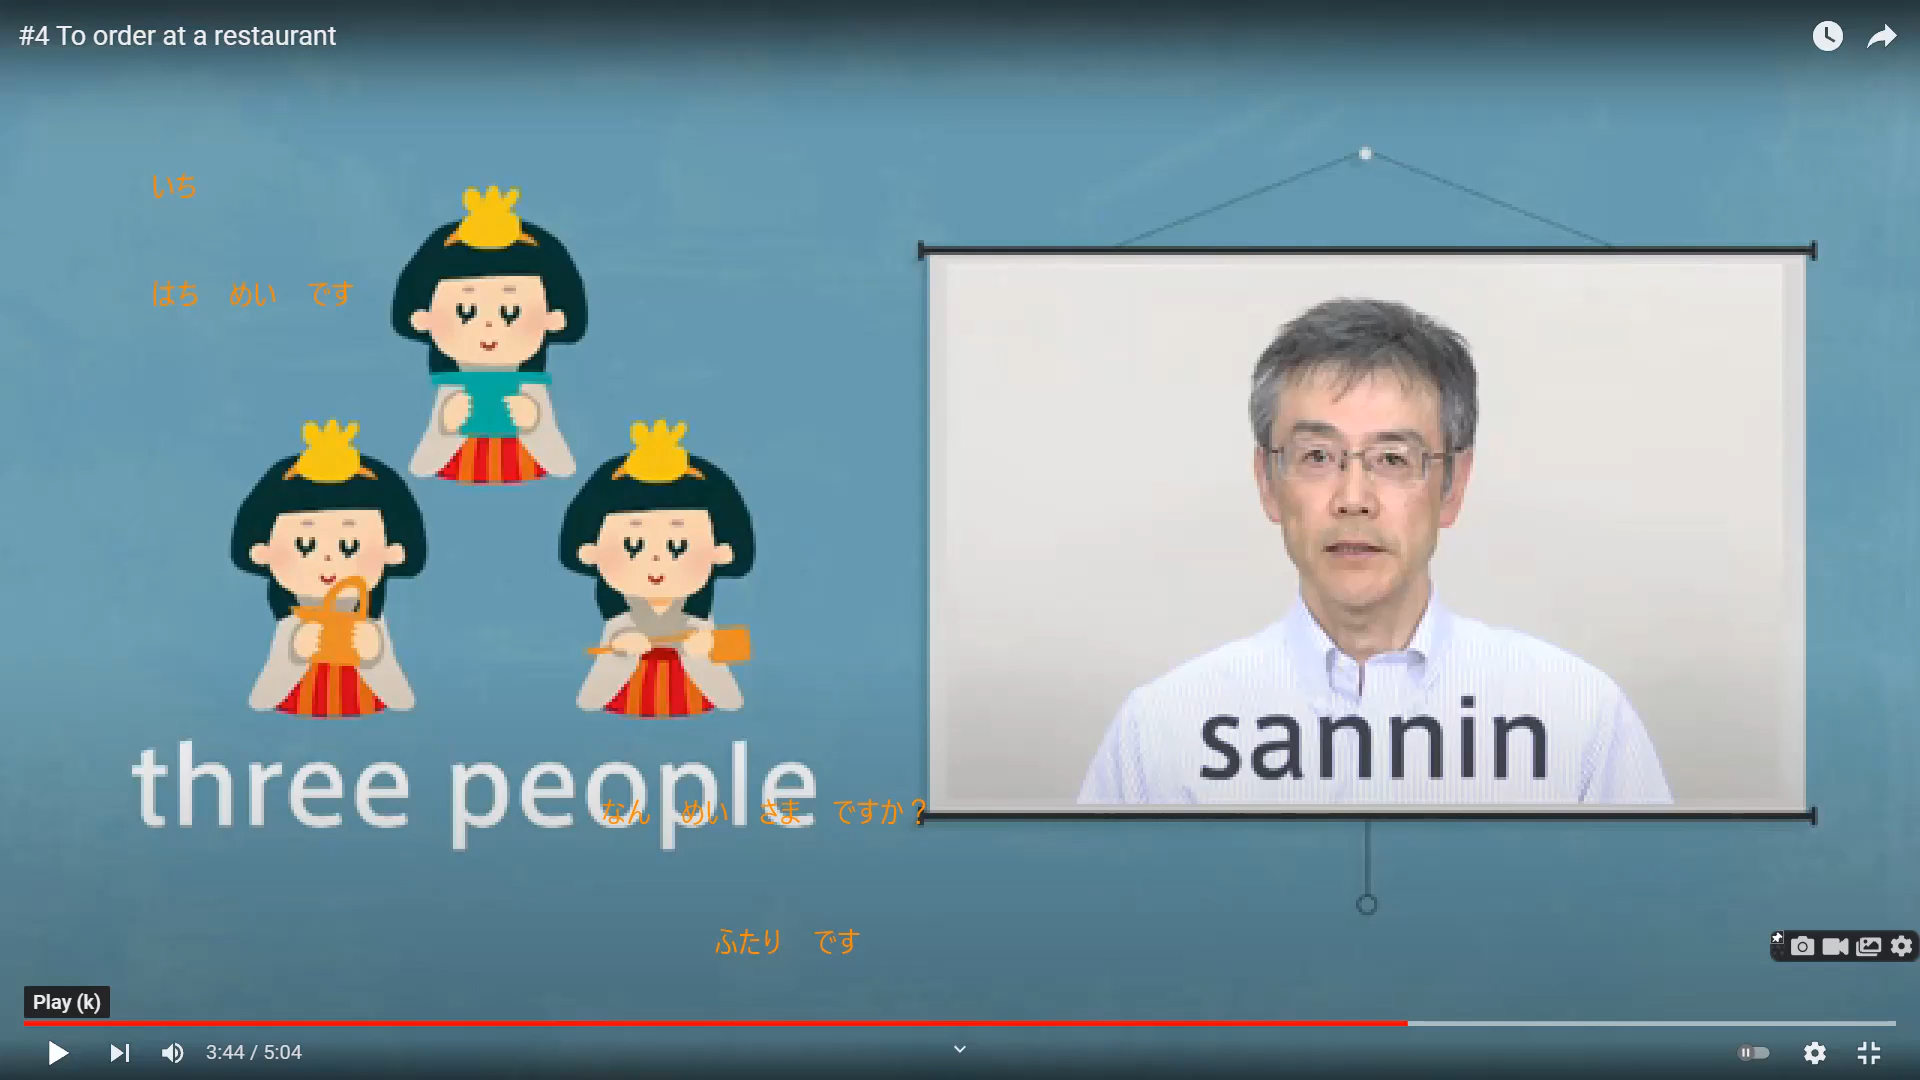 #4 To order at a restaurant
いち
はち めい です
sannin
three people
なん めい さま ですか？
ふたり です
Play (k)
3:44 / 5:04